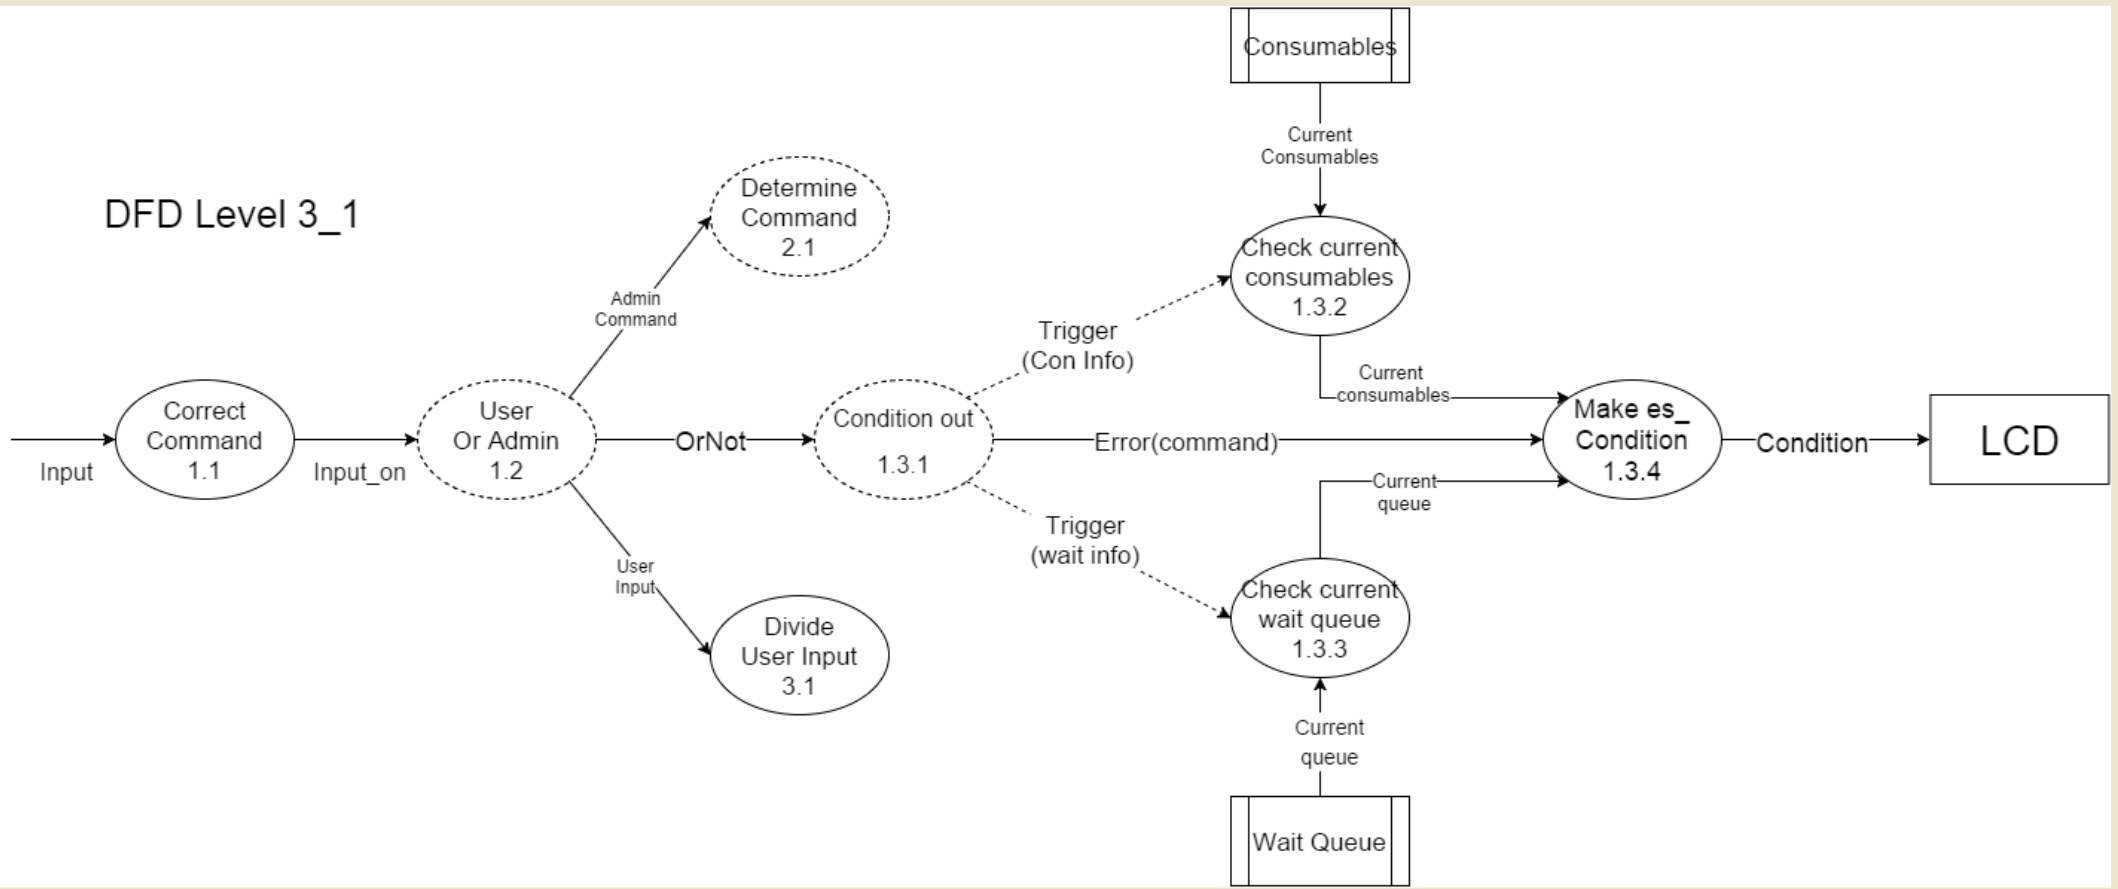 Consumables
Current
Consumables
Determine
Command
2.1
DFD Level 3_1
Check current
consumables
1.3.2
Admin
Command
Trigger
(Con Info)
Current
consumables
Correct
Command
1.1
User
Or Admin
1.2
Condition out
1.3.1
Make es_
Condition
1.3.4
OrNot
Error(command)
Condition
LCD
Input
Input_on
Current
queue
Trigger
(wait info)
User
Input
Check current
wait queue
1.3.3
Divide
User Input
3.1
Current
queue
Wait Queue